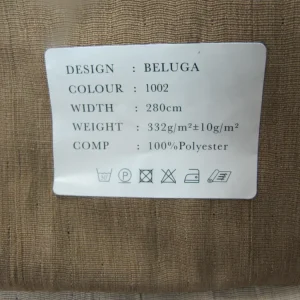 DESIGN : BELUGA
COLOUR : 1002
WIDTH : 280cm
WEIGHT : 332g/m²±10g/m²
COMP : 100%Polyester
P